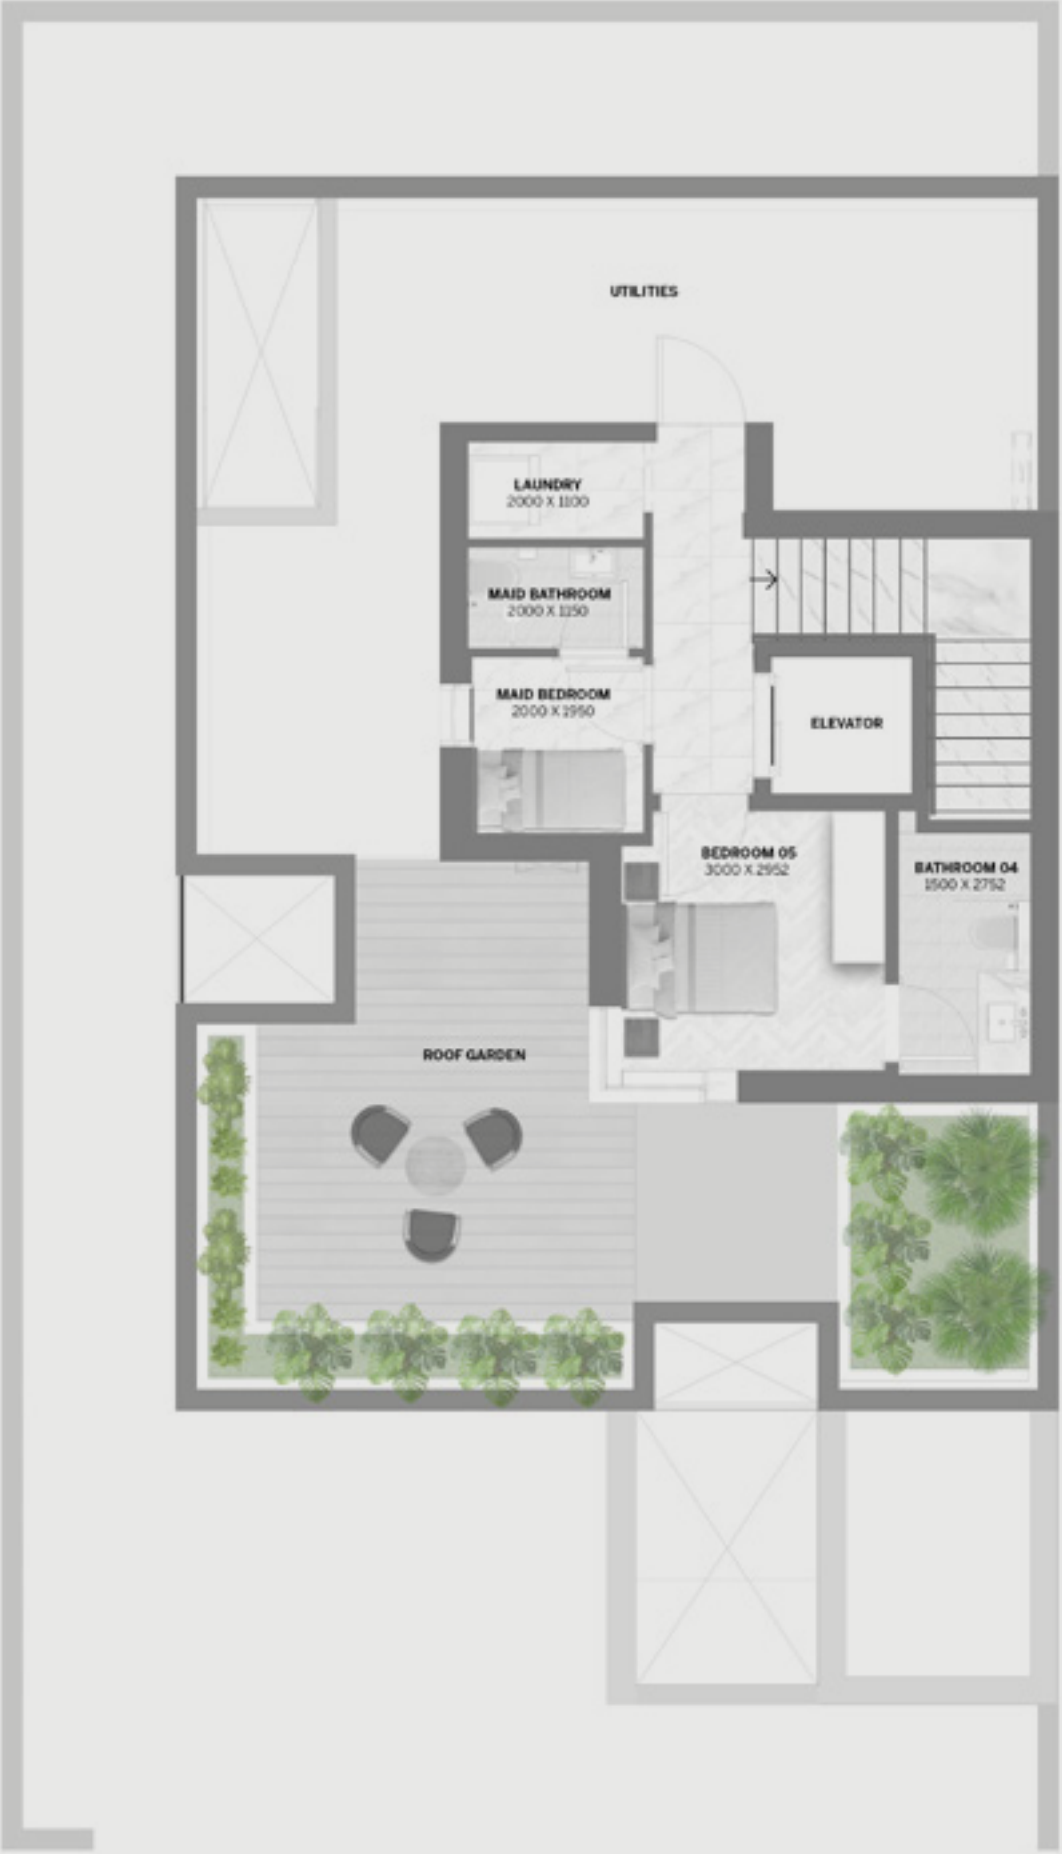 UTILITIES
LAUNDRY
2000 X 1100
MAID BATHROOM
2000 X 1150
MAID BEDROOM
2000 X 1950
ELEVATOR
BEDROOM 05
3000 X 2952
BATHROOM 04
1500 X 2752
ROOF GARDEN